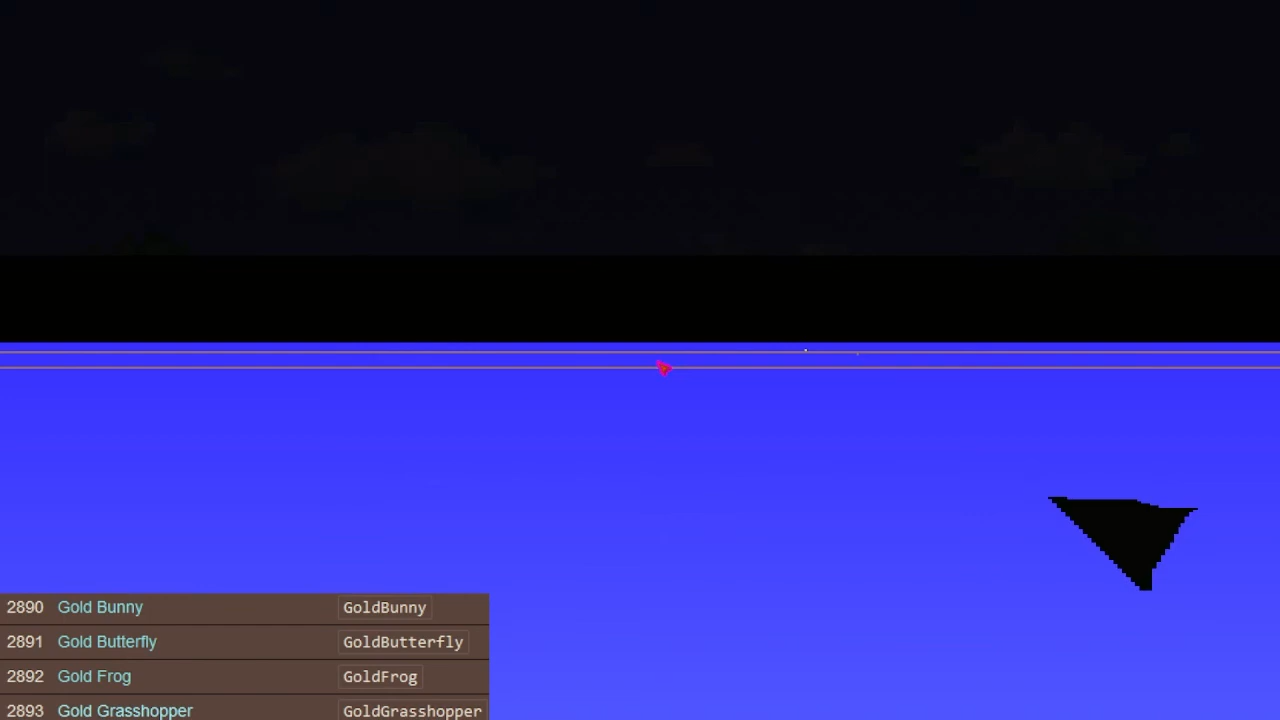 2890 Gold Bunny GoldBunny
2891 Gold Butterfly GoldButterfly
2892 Gold Frog GoldFrog
2893 Gold Grasshopper GoldGrasshopper